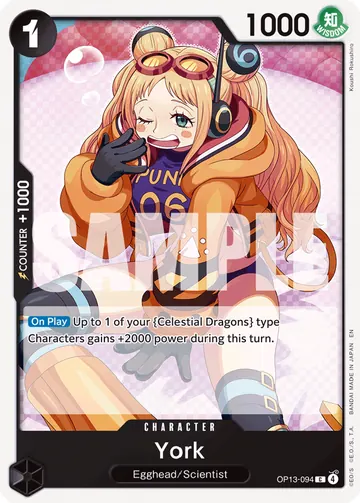 1
1000
知
WISDOM
Koushi Rokushiro
COUNTER +1000
PUNK
06
SAMPLE
On Play Up to 1 of your {Celestial Dragons} type
Characters gains +2000 power during this turn.
CHARACTER
York
Egghead/Scientist
OP13-094 C 4
©E.O./S. ©E.O./S., T.A. BANDAI MADE IN JAPAN EN